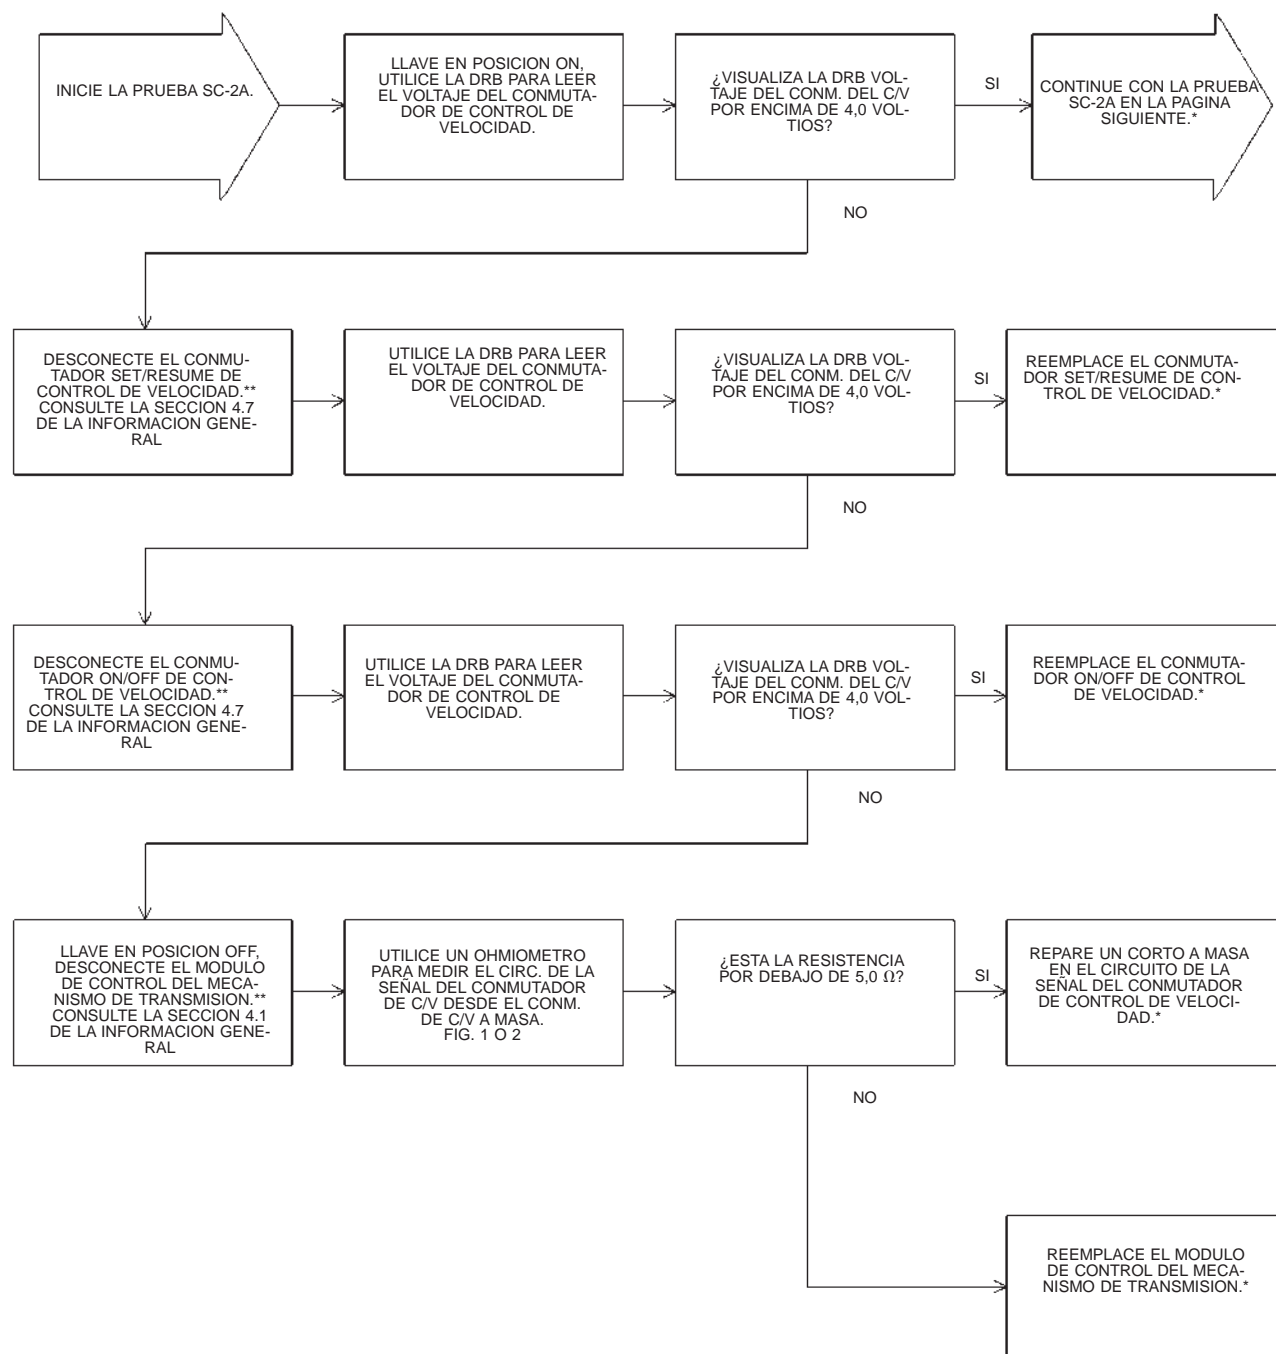 INICIE LA PRUEBA SC-2A.
LLAVE EN POSICION ON,
UTILICE LA DRB PARA LEER
EL VOLTAJE DEL CONMUTA-
DOR DE CONTROL DE
VELOCIDAD.
¿VISUALIZA LA DRB VOL-
TAJE DEL CONM. DEL C/V
POR ENCIMA DE 4,0 VOL-
TIOS?
SI
CONTINUE CON LA PRUEBA
SC-2A EN LA PAGINA
SIGUIENTE.*
NO
DESCONECTE EL CONMU-
TADOR SET/RESUME DE
CONTROL DE VELOCIDAD.**
CONSULTE LA SECCION 4.7
DE LA INFORMACION GENE-
RAL
UTILICE LA DRB PARA LEER
EL VOLTAJE DEL CONMUTA-
DOR DE CONTROL DE
VELOCIDAD.
¿VISUALIZA LA DRB VOL-
TAJE DEL CONM. DEL C/V
POR ENCIMA DE 4,0 VOL-
TIOS?
SI
REEMPLACE EL CONMUTA-
DOR SET/RESUME DE CON-
TROL DE VELOCIDAD.*
NO
DESCONECTE EL CONMU-
TADOR ON/OFF DE CON-
TROL DE VELOCIDAD.**
CONSULTE LA SECCION 4.7
DE LA INFORMACION GENE-
RAL
UTILICE LA DRB PARA LEER
EL VOLTAJE DEL CONMUTA-
DOR DE CONTROL DE
VELOCIDAD.
¿VISUALIZA LA DRB VOL-
TAJE DEL CONM. DEL C/V
POR ENCIMA DE 4,0 VOL-
TIOS?
SI
REEMPLACE EL CONMUTA-
DOR ON/OFF DE CONTROL
DE VELOCIDAD.*
NO
LLAVE EN POSICION OFF,
DESCONECTE EL MODULO
DE CONTROL DEL MECA-
NISMO DE TRANSMISION.**
CONSULTE LA SECCION 4.1
DE LA INFORMACION GENE-
RAL
UTILICE UN OHMIOMETRO
PARA MEDIR EL CIRC. DE LA
SEÑAL DEL CONMUTADOR
DE C/V DESDE EL CONM.
DE C/V A MASA.
FIG. 1 O 2
¿ESTA LA RESISTENCIA
POR DEBAJO DE 5,0 Ω?
SI
REPARE UN CORTO A MASA
EN EL CIRCUITO DE LA
SEÑAL DEL CONMUTADOR
DE CONTROL DE VELOCI-
DAD.*
NO
REEMPLACE EL MODULO
DE CONTROL DEL MECA-
NISMO DE TRANSMISION.*